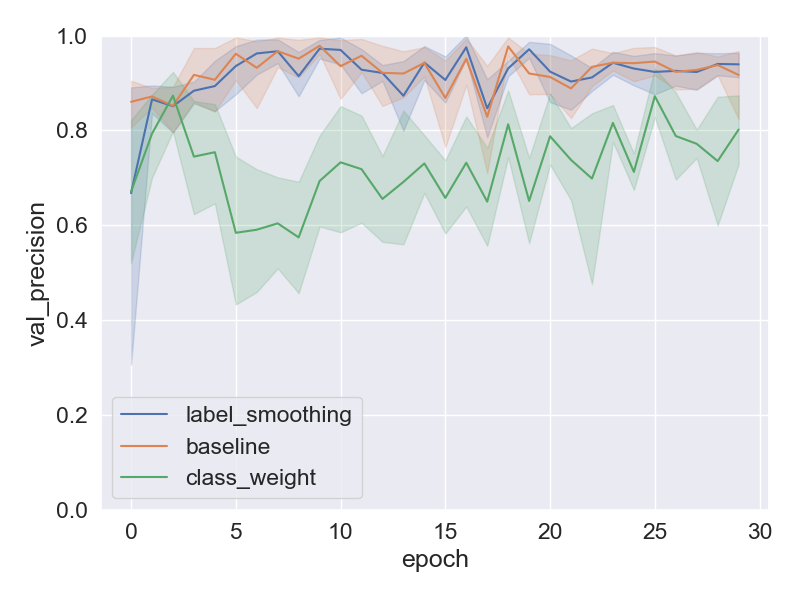 1.0
0.8
0.6
0.4
0.2
0.0
val_precision
label_smoothing
baseline
class_weight
0 5 10 15 20 25 30
epoch